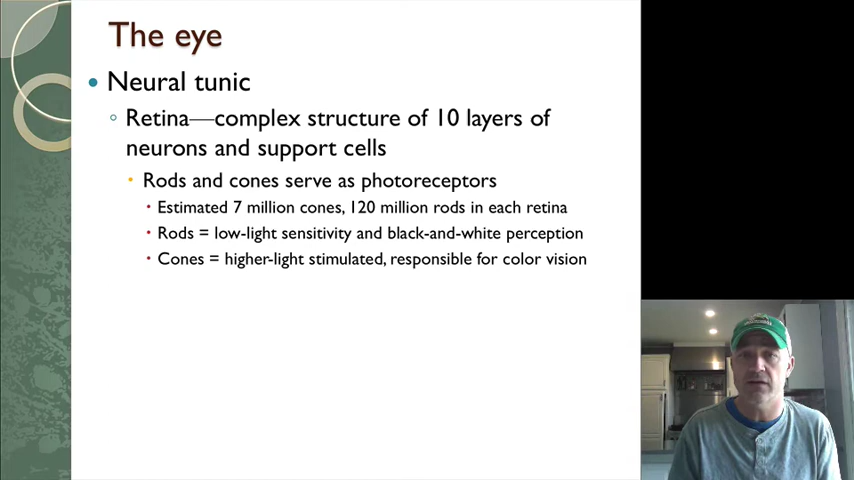 The eye
• Neural tunic
◦ Retina—complex structure of 10 layers of
neurons and support cells
• Rods and cones serve as photoreceptors
• Estimated 7 million cones, 120 million rods in each retina
• Rods = low-light sensitivity and black-and-white perception
• Cones = higher-light stimulated, responsible for color vision